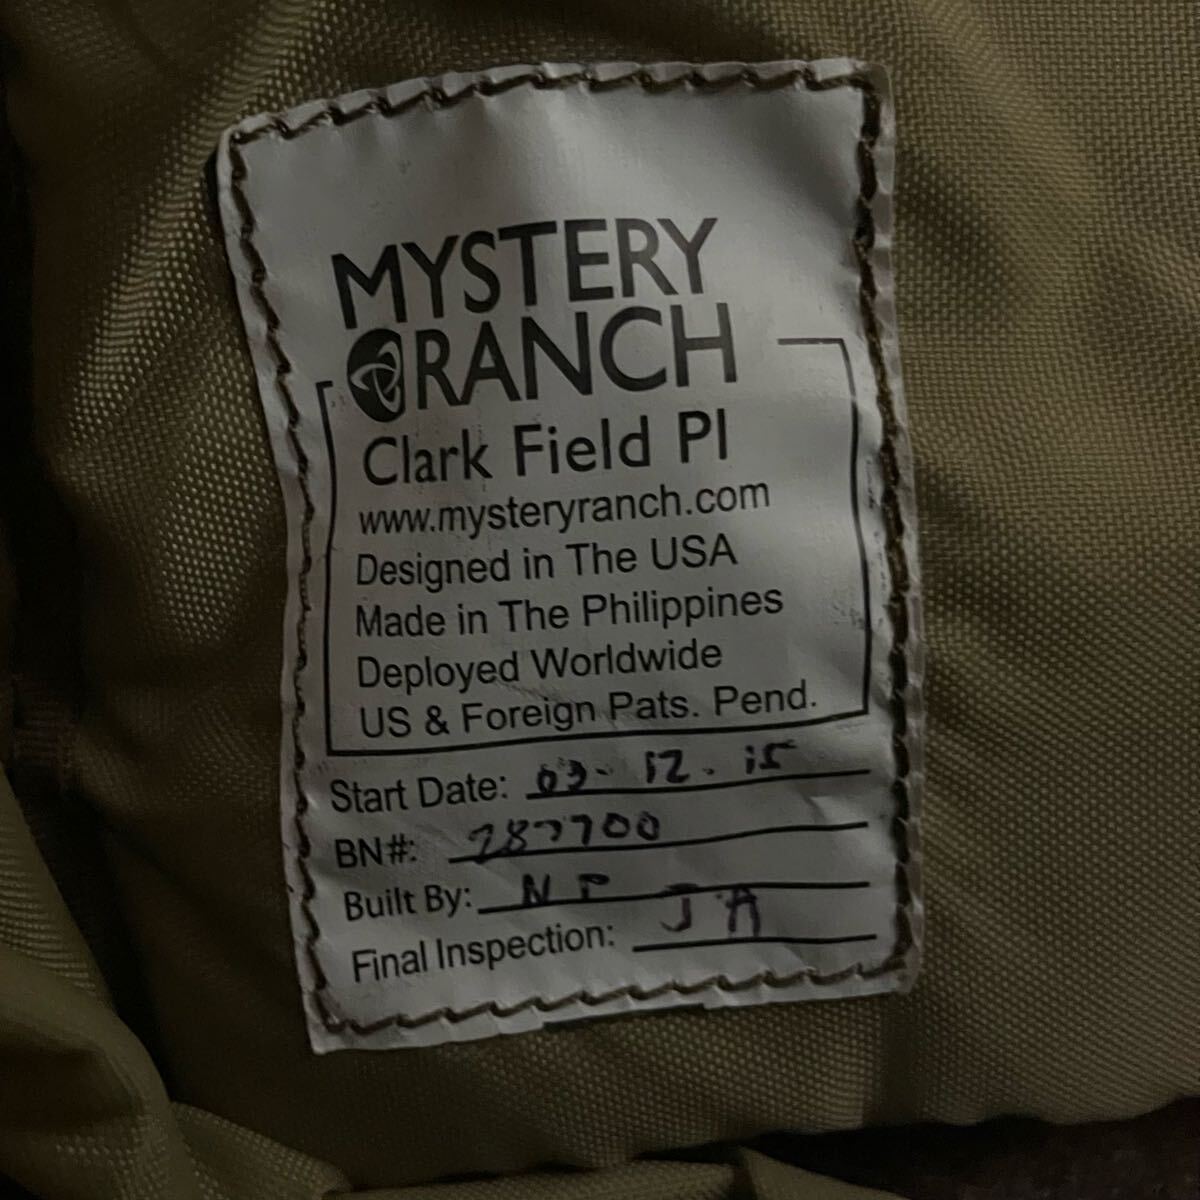 MYSTERY
RANCH
Clark Field PI
www.mysteryranch.com
Designed in The USA
Made in The Philippines
Deployed Worldwide
US & Foreign Pats. Pend.
Start Date: 03-12.15
BN#: 287700
Built By: NP
Final Inspection: JA